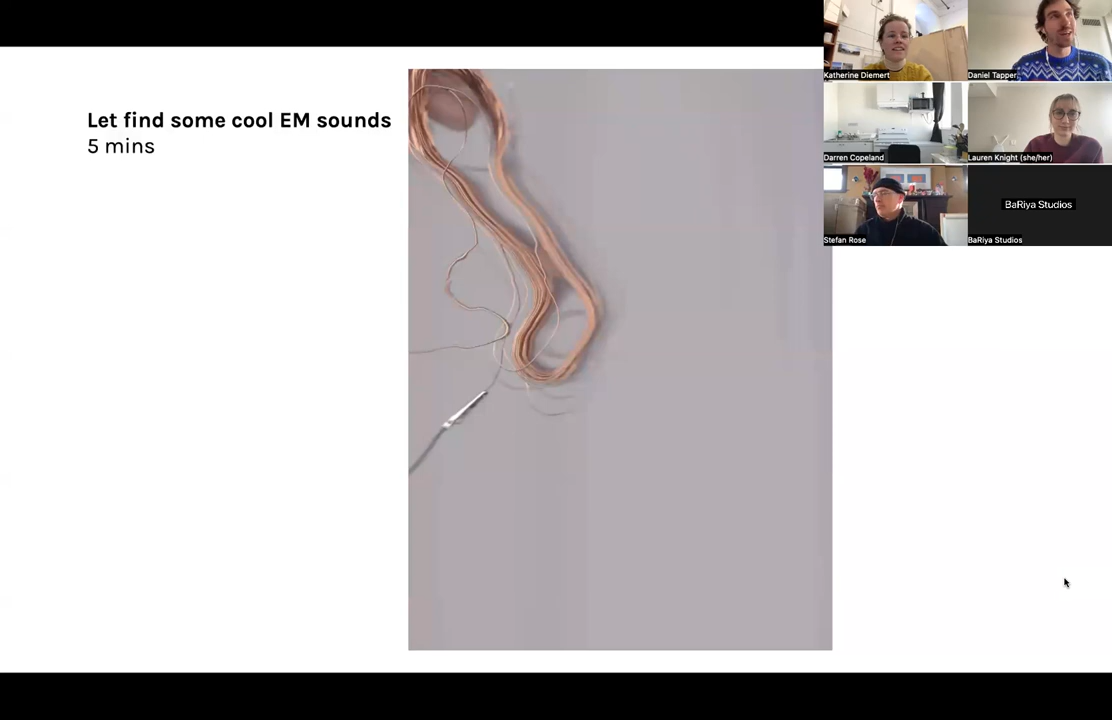 Let find some cool EM sounds
5 mins
Katherine Diemert
Daniel Tapper
Darren Copeland
Lauren Knight (she/her)
Stefan Rose
BaRiya Studios
BaRiya Studios